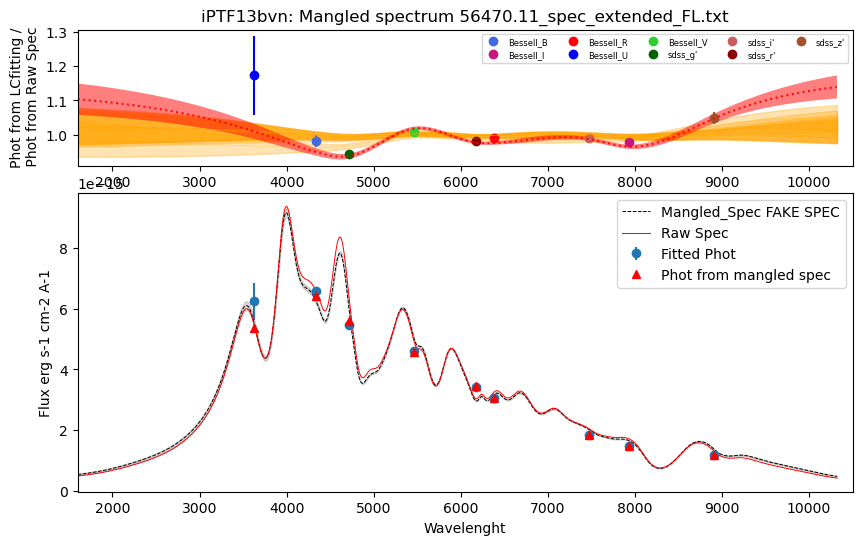 iPTF13bvn: Mangled spectrum 56470.11_spec_extended_FL.txt
Phot from LCfitting /
Phot from Raw Spec
1.3
1.2
1.1
1.0
Bessell_B
Bessell_I
Bessell_R
Bessell_U
Bessell_V
sdss_g'
sdss_i'
sdss_r'
sdss_z'
2000 3000 4000 5000 6000 7000 8000 9000 10000
1e−15
Flux erg s-1 cm-2 A-1
8
6
4
2
0
Mangled_Spec FAKE SPEC
Raw Spec
Fitted Phot
Phot from mangled spec
2000 3000 4000 5000 6000 7000 8000 9000 10000
Wavelenght